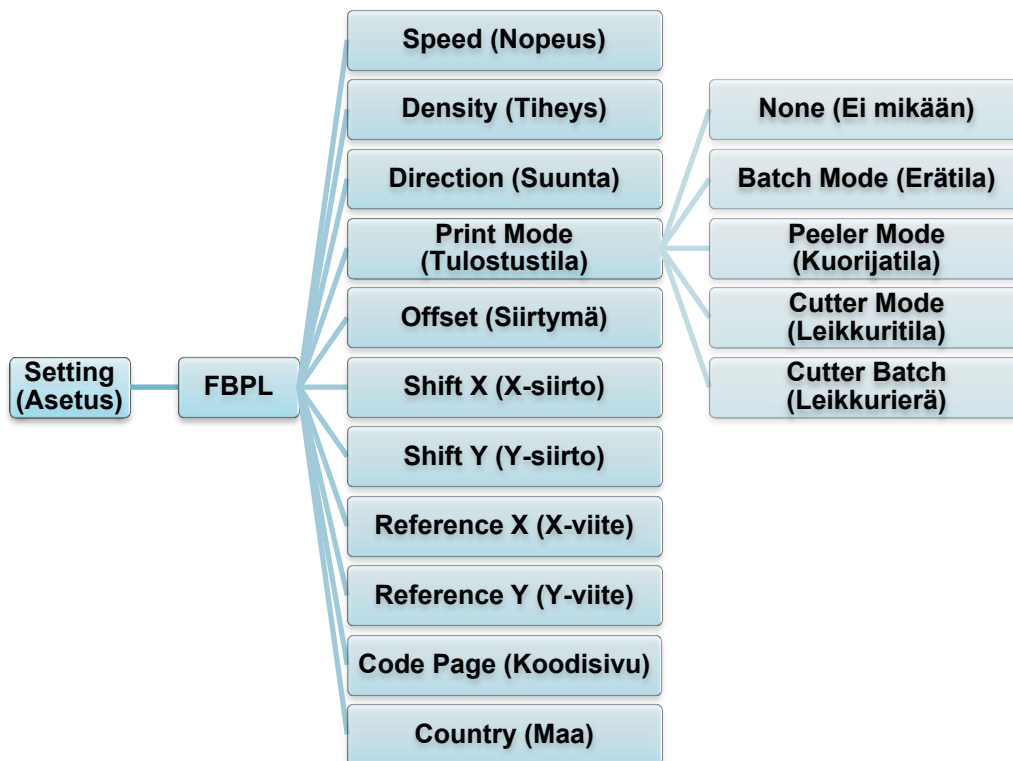 Speed (Nopeus)
Density (Tiheys)
None (Ei mikään)
Direction (Suunta)
Batch Mode (Erätila)
Print Mode
(Tulostustila)
Peeler Mode
(Kuorijatila)
Offset (Siirtymä)
Cutter Mode
(Leikkuritila)
Setting
(Asetus)
FBPL
Shift X (X-siirto)
Cutter Batch
(Leikkurierä)
Shift Y (Y-siirto)
Reference X (X-viite)
Reference Y (Y-viite)
Code Page (Koodisivu)
Country (Maa)